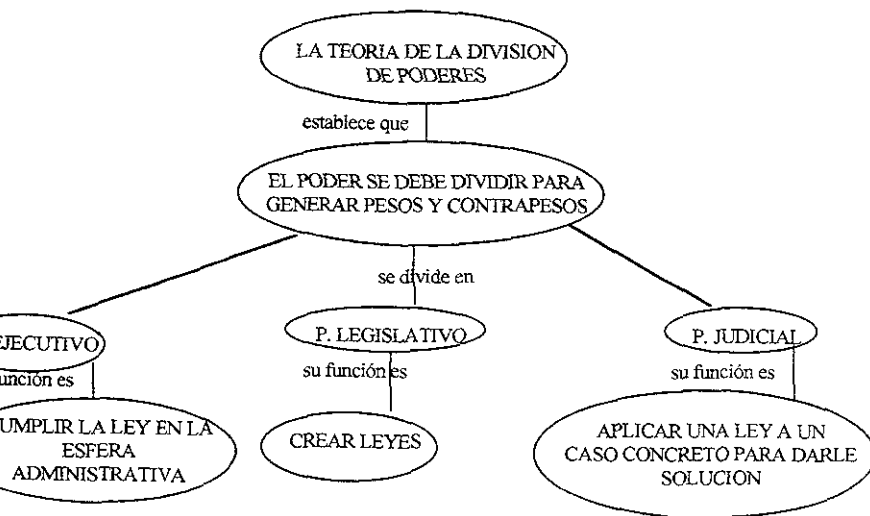 LA TEORIA DE LA DIVISION
DE PODERES
establece que
EL PODER SE DEBE DIVIDIR PARA
GENERAR PESOS Y CONTRAPESOS
se divide en
EJECUTIVO
función es
UMPLIR LA LEY EN LA
ESFERA
ADMINISTRATIVA
P. LEGISLATIVO
su función es
CREAR LEYES
P. JUDICIAL
su función es
APLICAR UNA LEY A UN
CASO CONCRETO PARA DARLE
SOLUCION